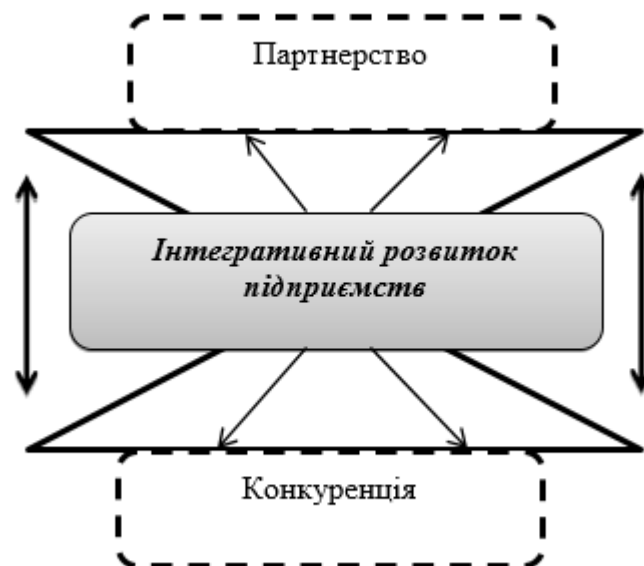 Партнерство
Інтегративний розвиток
підприємств
Конкуренція